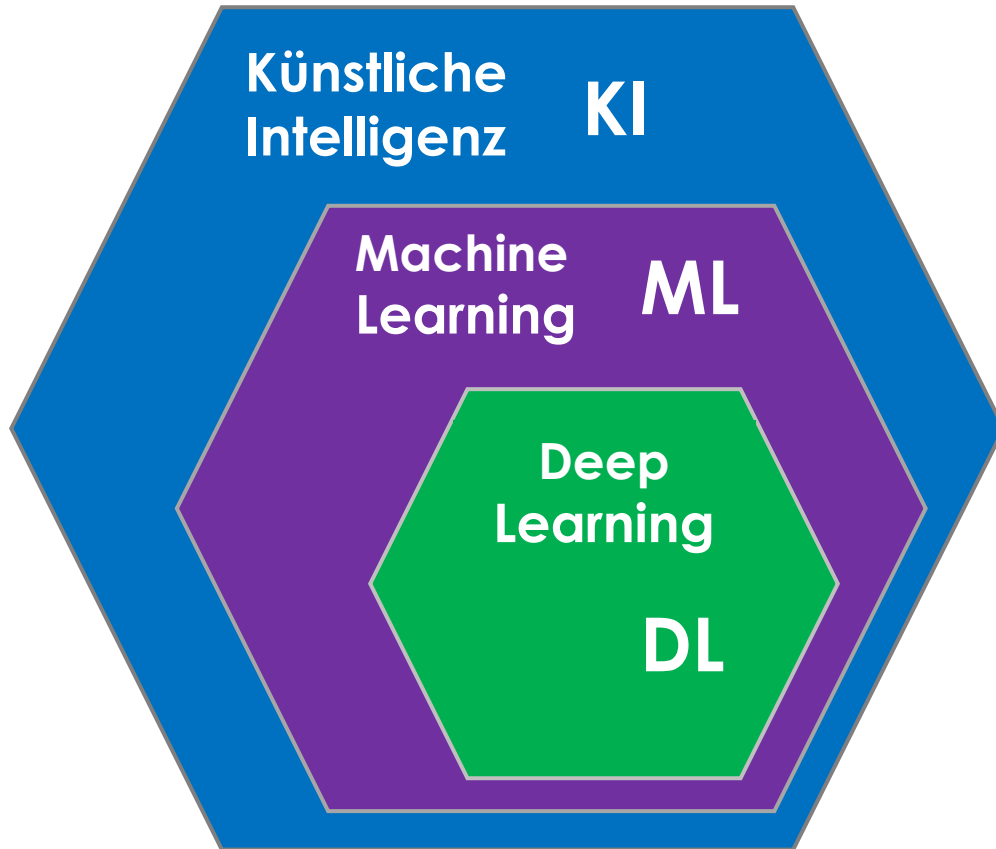 Künstliche
Intelligenz
KI
Machine
Learning
ML
Deep
Learning
DL